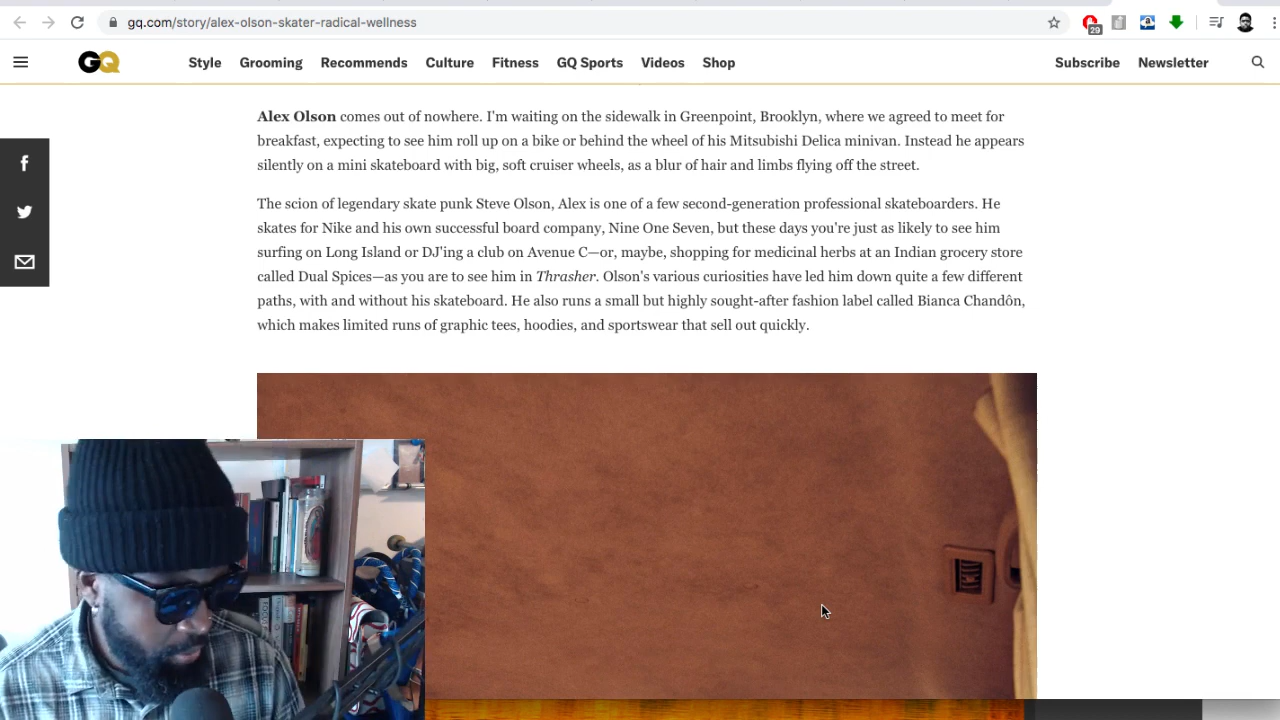 gq.com/story/alex-olson-skater-radical-wellness
29
GQ
Style Grooming Recommends Culture Fitness GQ Sports Videos Shop
Subscribe Newsletter
Alex Olson comes out of nowhere. I'm waiting on the sidewalk in Greenpoint, Brooklyn, where we agreed to meet for
breakfast, expecting to see him roll up on a bike or behind the wheel of his Mitsubishi Delica minivan. Instead he appears
silently on a mini skateboard with big, soft cruiser wheels, as a blur of hair and limbs flying off the street.
The scion of legendary skate punk Steve Olson, Alex is one of a few second-generation professional skateboarders. He
skates for Nike and his own successful board company, Nine One Seven, but these days you're just as likely to see him
surfing on Long Island or DJ'ing a club on Avenue C—or, maybe, shopping for medicinal herbs at an Indian grocery store
called Dual Spices—as you are to see him in Thrasher. Olson's various curiosities have led him down quite a few different
paths, with and without his skateboard. He also runs a small but highly sought-after fashion label called Bianca Chandôn,
which makes limited runs of graphic tees, hoodies, and sportswear that sell out quickly.